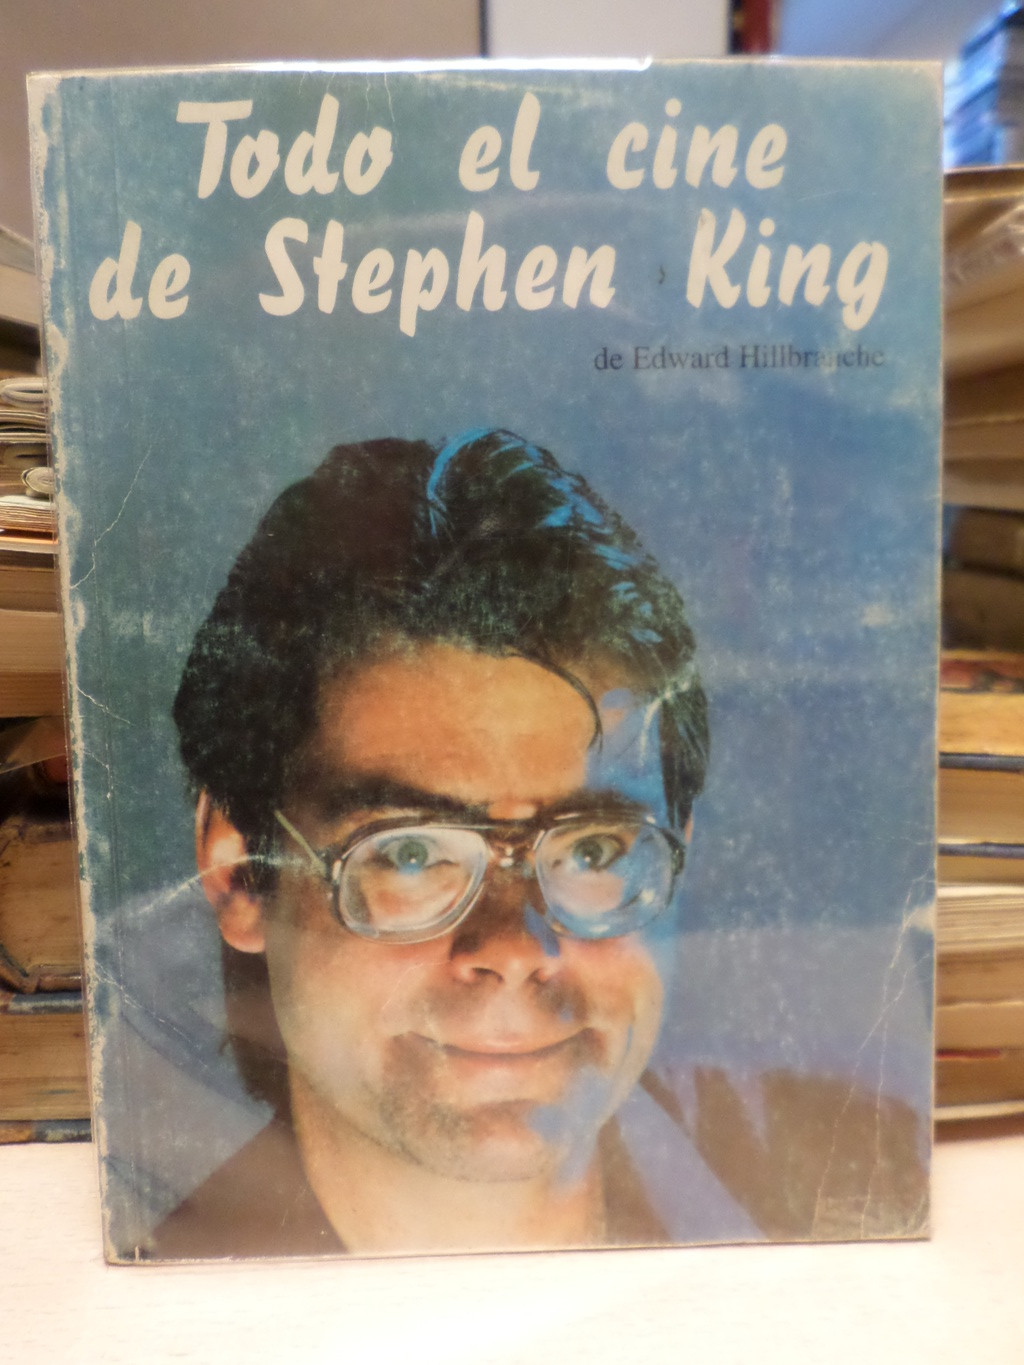 Todo el cine
de Stephen King
de Edward Hillbranche